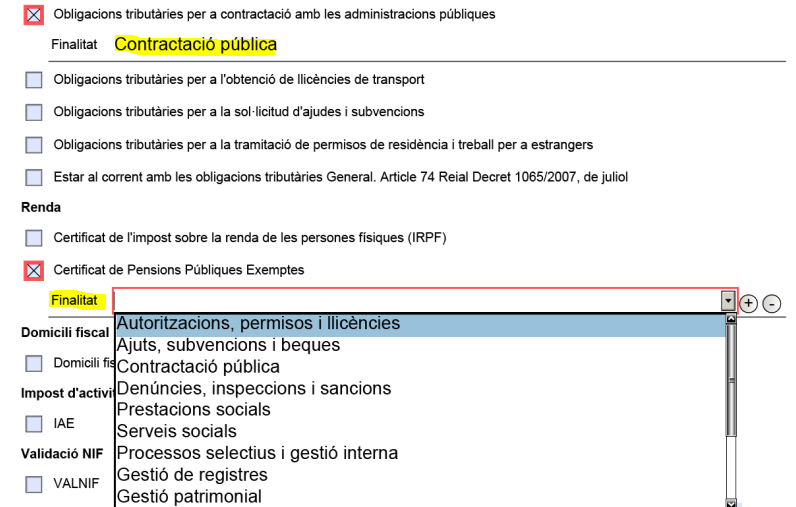 Obligacions tributàries per a contractació amb les administracions públiques
Finalitat Contractació pública
Obligacions tributàries per a l'obtenció de llicències de transport
Obligacions tributàries per a la sol·licitud d'ajudes i subvencions
Obligacions tributàries per a la tramitació de permisos de residència i treball per a estrangers
Estar al corrent amb les obligacions tributàries General. Article 74 Reial Decret 1065/2007, de juliol
Renda
Certificat de l'impost sobre la renda de les persones físiques (IRPF)
Certificat de Pensions Públiques Exemptes
Finalitat
+ -
Autoritzacions, permisos i llicències
Domicili fiscal
Ajuts, subvencions i beques
Domicili
Contractació pública
Impost
Denúncies, inspeccions i sancions
Prestacions socials
IAE
Serveis socials
Validació NIF
Processos selectius i gestió interna
Gestió de registres
VALNIF
Gestió patrimonial